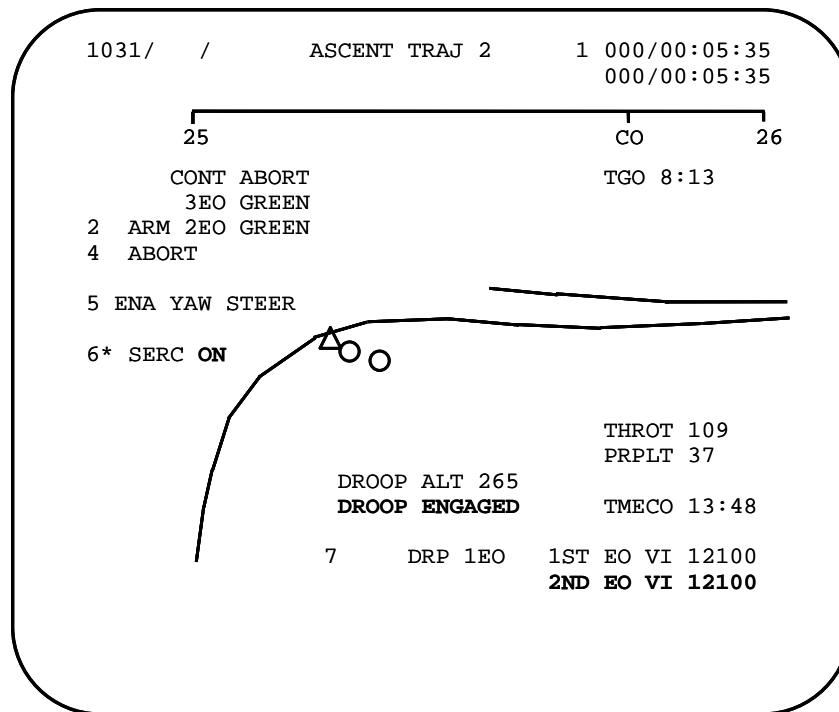 1031/ / ASCENT TRAJ 2 1 000/00:05:35
000/00:05:35
25 CO 26
CONT ABORT TGO 8:13
3EO GREEN
2 ARM 2EO GREEN
4 ABORT
5 ENA YAW STEER
6* SERC ON
THROT 109
PRPLT 37
DROOP ALT 265
DROOP ENGAGED TMECO 13:48
7 DRP 1EO 1ST EO VI 12100
2ND EO VI 12100